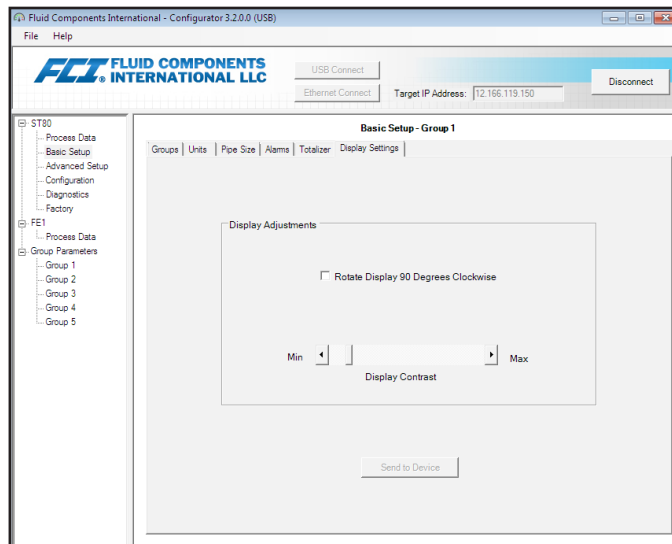 Fluid Components International - Configurator 3.2.0.0 (USB)
File Help
FCI FLUID COMPONENTS
INTERNATIONAL LLC
USB Connect
Ethernet Connect
Target IP Address: 12.166.119.150
Disconnect
ST80
Process Data
Basic Setup
Advanced Setup
Configuration
Diagnostics
Factory
FE1
Process Data
Group Parameters
Group 1
Group 2
Group 3
Group 4
Group 5
Basic Setup - Group 1
Groups Units Pipe Size Alarms Totalizer Display Settings
Display Adjustments
Rotate Display 90 Degrees Clockwise
Min Max
Display Contrast
Send to Device